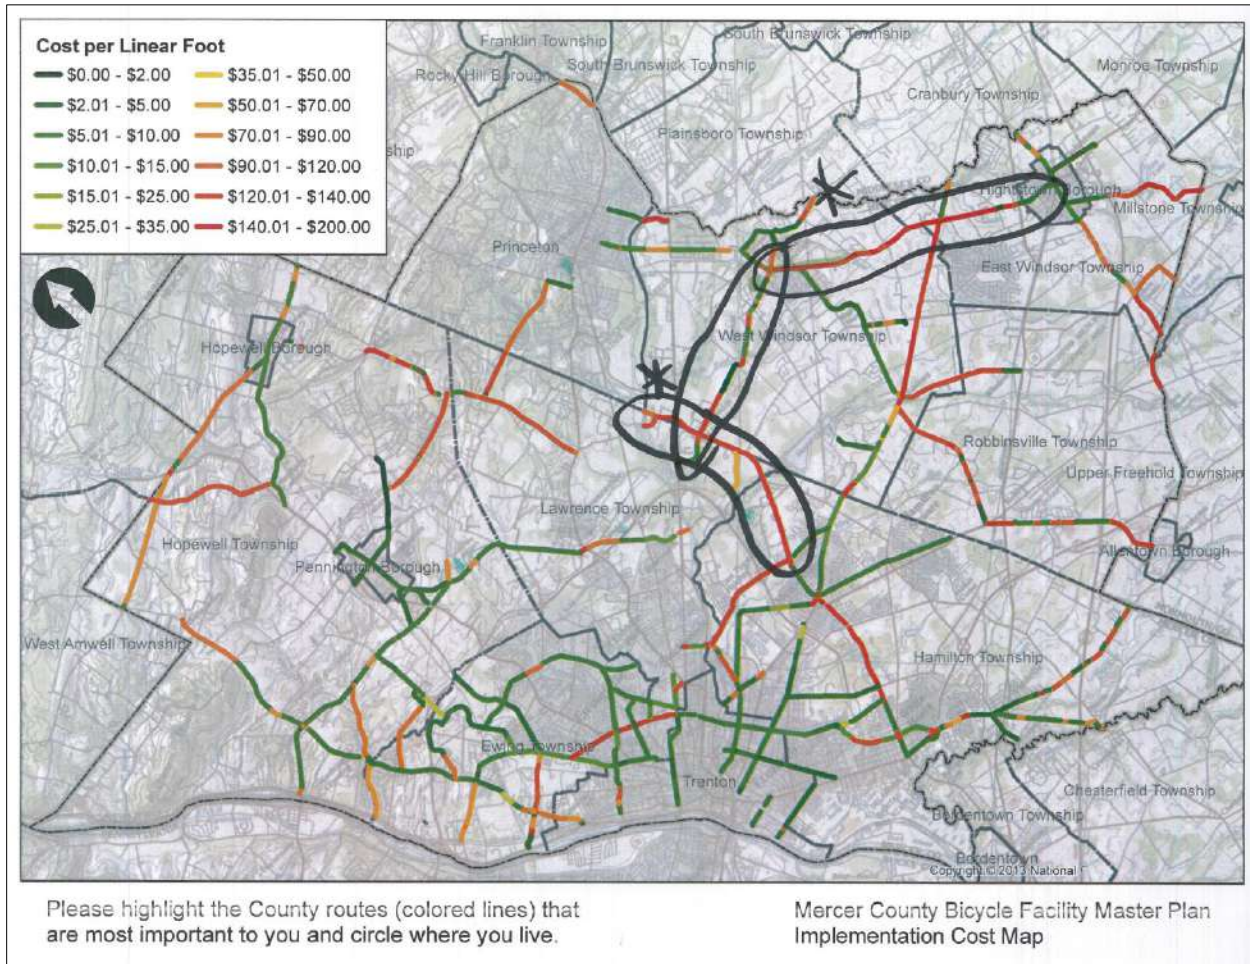 Cost per Linear Foot
$0.00 - $2.00
$2.01 - $5.00
$5.01 - $10.00
$10.01 - $15.00
$15.01 - $25.00
$25.01 - $35.00
$35.01 - $50.00
$50.01 - $70.00
$70.01 - $90.00
$90.01 - $120.00
$120.01 - $140.00
$140.01 - $200.00
Franklin Township
South Brunswick Township
South Brunswick Township
Rocky Hill Borough
Monroe Township
Cranbury Township
Plainsboro Township
ship
Hightstown Borough
Millstone Township
Princeton
East Windsor Township
West Windsor Township
Hopewell Borough
Robbinsville Township
Upper Freehold Township
Lawrence Township
Hopewell Township
Allentown Borough
Pennington Borough
West Amwell Township
Hamilton Township
Ewing Township
Trenton
Chesterfield Township
Bordentown Township
Bordentown
Copyright:© 2013 National
Please highlight the County routes (colored lines) that
are most important to you and circle where you live.
Mercer County Bicycle Facility Master Plan
Implementation Cost Map